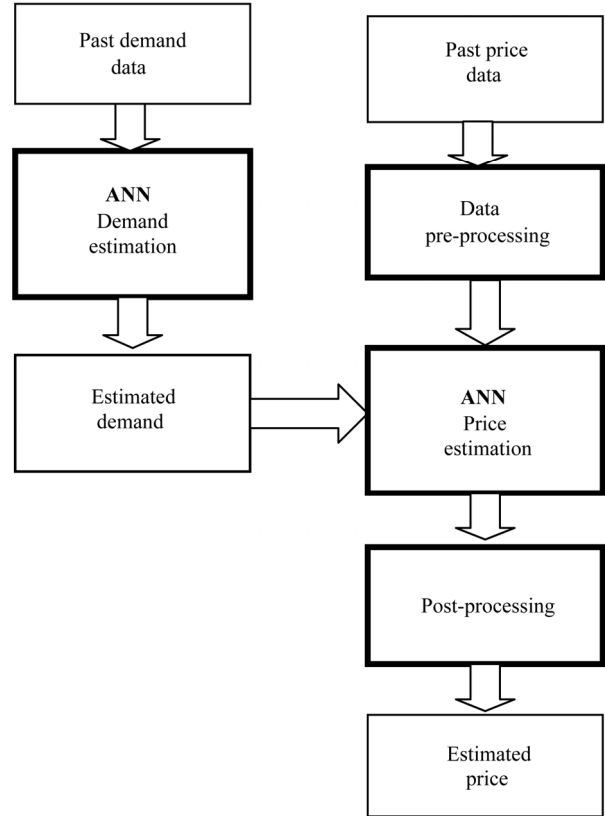 Past demand
data
ANN
Demand
estimation
Estimated
demand
Past price
data
Data
pre-processing
ANN
Price
estimation
Post-processing
Estimated
price